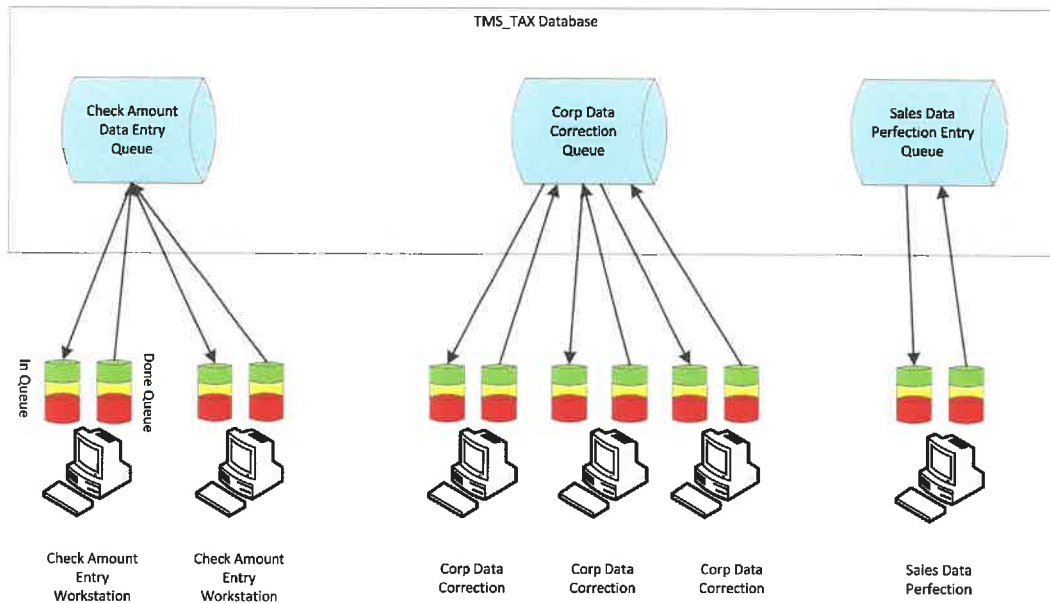 TMS_TAX Database
Check Amount
Data Entry
Queue
Corp Data
Correction
Queue
Sales Data
Perfection Entry
Queue
In Queue
Done Queue
Check Amount
Entry
Workstation
Check Amount
Entry
Workstation
Corp Data
Correction
Corp Data
Correction
Corp Data
Correction
Sales Data
Perfection